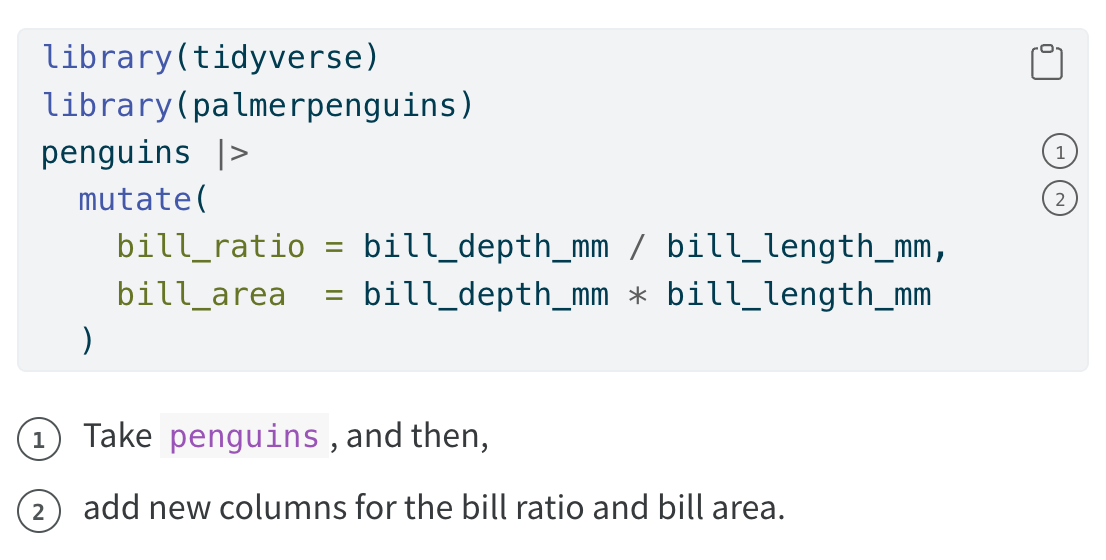 library(tidyverse)
library(palmerpenguins)
penguins |> 1
  mutate( 2
    bill_ratio = bill_depth_mm / bill_length_mm,
    bill_area  = bill_depth_mm * bill_length_mm
  )
1 Take penguins, and then,
2 add new columns for the bill ratio and bill area.